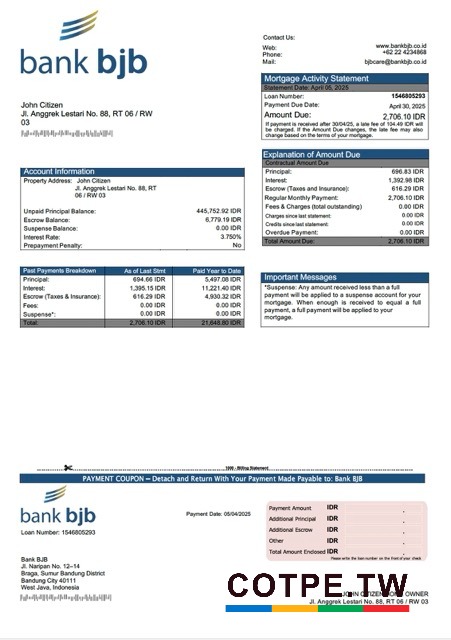 bank bjb
Contact Us:
Web: www.bankbjb.co.id
Phone: +62 22 4234868
Mail: bjbcare@bankbjb.co.id
John Citizen
Jl. Anggrek Lestari No. 88, RT 06 / RW
03
Mortgage Activity Statement
Statement Date: April 05, 2025
Loan Number: 1546805293
Payment Due Date: April 30, 2025
Amount Due: 2,706.10 IDR
If payment is received after 30/04/25, a late fee of 104.49 IDR will
be charged. If the Amount Due changes, the late fee may also
change based on the terms of your mortgage.
Account Information
Property Address: John Citizen
Jl. Anggrek Lestari No. 88, RT
06 / RW 03
Unpaid Principal Balance: 445,752.92 IDR
Escrow Balance: 6,779.19 IDR
Suspense Balance: 0.00 IDR
Interest Rate: 3.750%
Prepayment Penalty: No
Explanation of Amount Due
Contractual Amount Due
Principal: 696.83 IDR
Interest: 1,392.98 IDR
Escrow (Taxes and Insurance): 616.29 IDR
Regular Monthly Payment: 2,706.10 IDR
Fees & Charges (total outstanding) 0.00 IDR
Charges since last statement: 0.00 IDR
Credits since last statement: 0.00 IDR
Overdue Payment: 0.00 IDR
Total Amount Due: 2,706.10 IDR
Past Payments Breakdown As of Last Stmt Paid Year to Date
Principal: 694.66 IDR 5,497.08 IDR
Interest: 1,395.15 IDR 11,221.40 IDR
Escrow (Taxes & Insurance): 616.29 IDR 4,930.32 IDR
Fees: 0.00 IDR 0.00 IDR
Suspense*: 0.00 IDR 0.00 IDR
Total: 2,706.10 IDR 21,648.80 IDR
Important Messages
*Suspense: Any amount received less than a full
payment will be applied to a suspense account for your
mortgage. When enough is received to equal a full
payment, a full payment will be applied to your
mortgage.
1999 - Billing Statement
PAYMENT COUPON – Detach and Return With Your Payment Made Payable to: Bank BJB
bank bjb
Loan Number: 1546805293
Payment Date: 05/04/2025
Payment Amount IDR .
Additional Principal IDR .
Additional Escrow IDR .
Other IDR .
Total Amount Enclosed IDR .
Please write the loan number on the front of your check.
Bank BJB
Jl. Naripan No. 12–14
Braga, Sumur Bandung District
Bandung City 40111
West Java, Indonesia
COTPE.TW
OWNER
Jl. Anggrek Lestari No. 88, RT 06 / RW 03